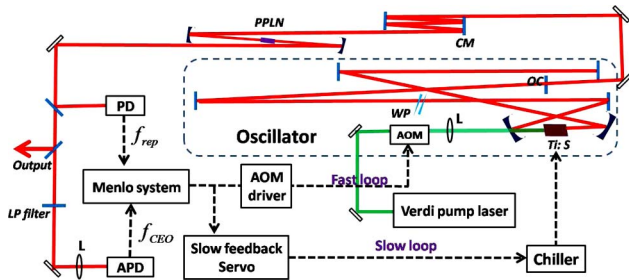 PPLN
CM
OC
WP
L
AOM
Ti: S
Oscillator
PD
f_rep
Output
Menlo system
AOM
driver
Fast loop
Verdi pump laser
LP filter
f_CEO
L
APD
Slow feedback
Servo
Slow loop
Chiller